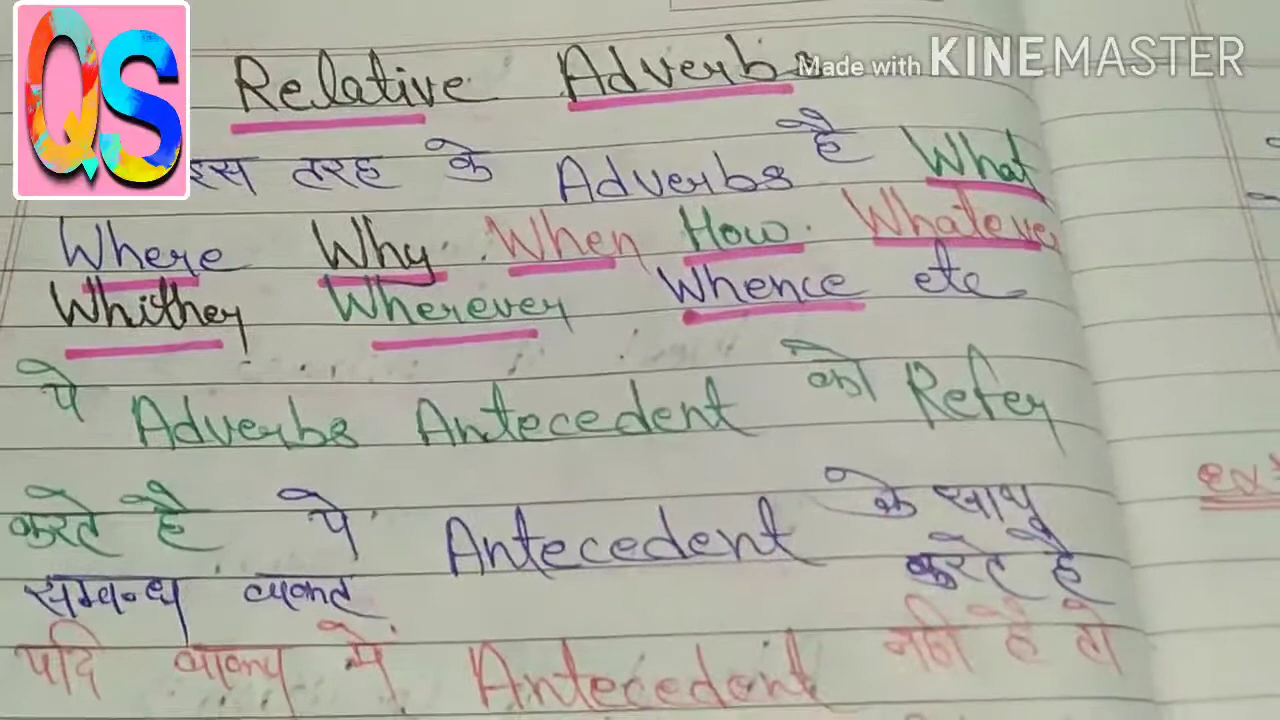 QS
Made with KINEMASTER
Relative Adverbs
इस तरह के Adverbs है What
Where Why When How Whatever
Whither Wherever Whence etc
ये Adverbs Antecedent को Refer
करते है ये Antecedent के साथ
सम्बन्ध व्यक्त करते है
यदि वाक्य में Antecedent नही है तो